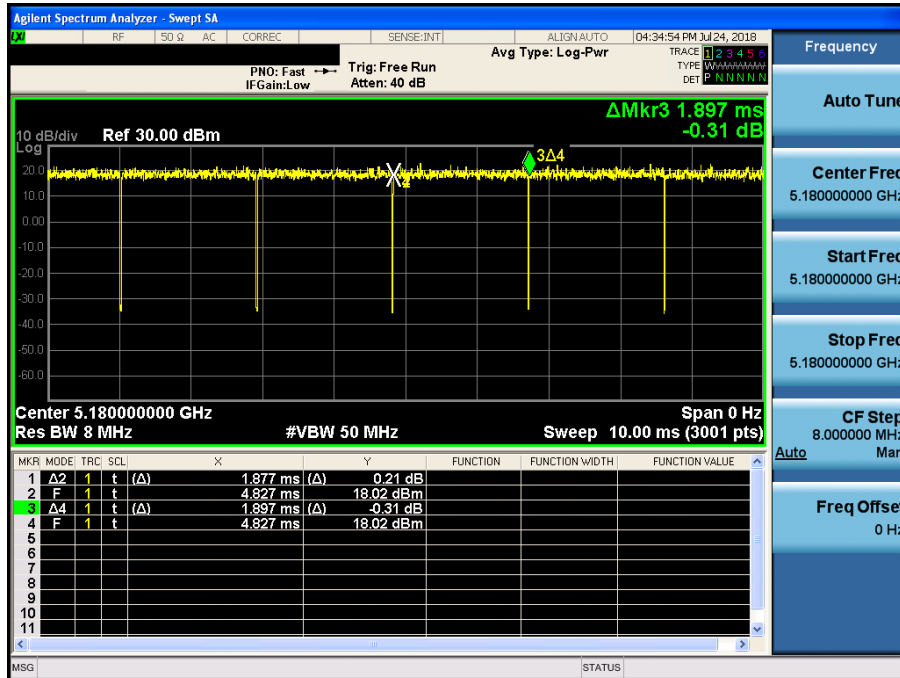 Agilent Spectrum Analyzer - Swept SA
LXI RF 50 Ω AC CORREC SENSE:INT ALIGN AUTO 04:34:54 PM Jul 24, 2018
Avg Type: Log-Pwr TRACE 1 2 3 4 5 6
PNO: Fast Trig: Free Run TYPE W
IFGain:Low Atten: 40 dB DET P N N N N N
Frequency
Auto Tune
Center Freq
5.180000000 GHz
Start Freq
5.180000000 GHz
Stop Freq
5.180000000 GHz
CF Step
8.000000 MHz
Auto Man
Freq Offset
0 Hz
ΔMkr3 1.897 ms
10 dB/div Ref 30.00 dBm -0.31 dB
Log
3Δ4
20.0
10.0
0.00
-10.0
-20.0
-30.0
-40.0
-50.0
-60.0
Center 5.180000000 GHz Span 0 Hz
Res BW 8 MHz #VBW 50 MHz Sweep 10.00 ms (3001 pts)
MKR MODE TRC SCL X Y FUNCTION FUNCTION WIDTH FUNCTION VALUE
1 Δ2 1 t (Δ) 1.877 ms (Δ) 0.21 dB
2 F 1 t 4.827 ms 18.02 dBm
3 Δ4 1 t (Δ) 1.897 ms (Δ) -0.31 dB
4 F 1 t 4.827 ms 18.02 dBm
5
6
7
8
9
10
11
MSG STATUS